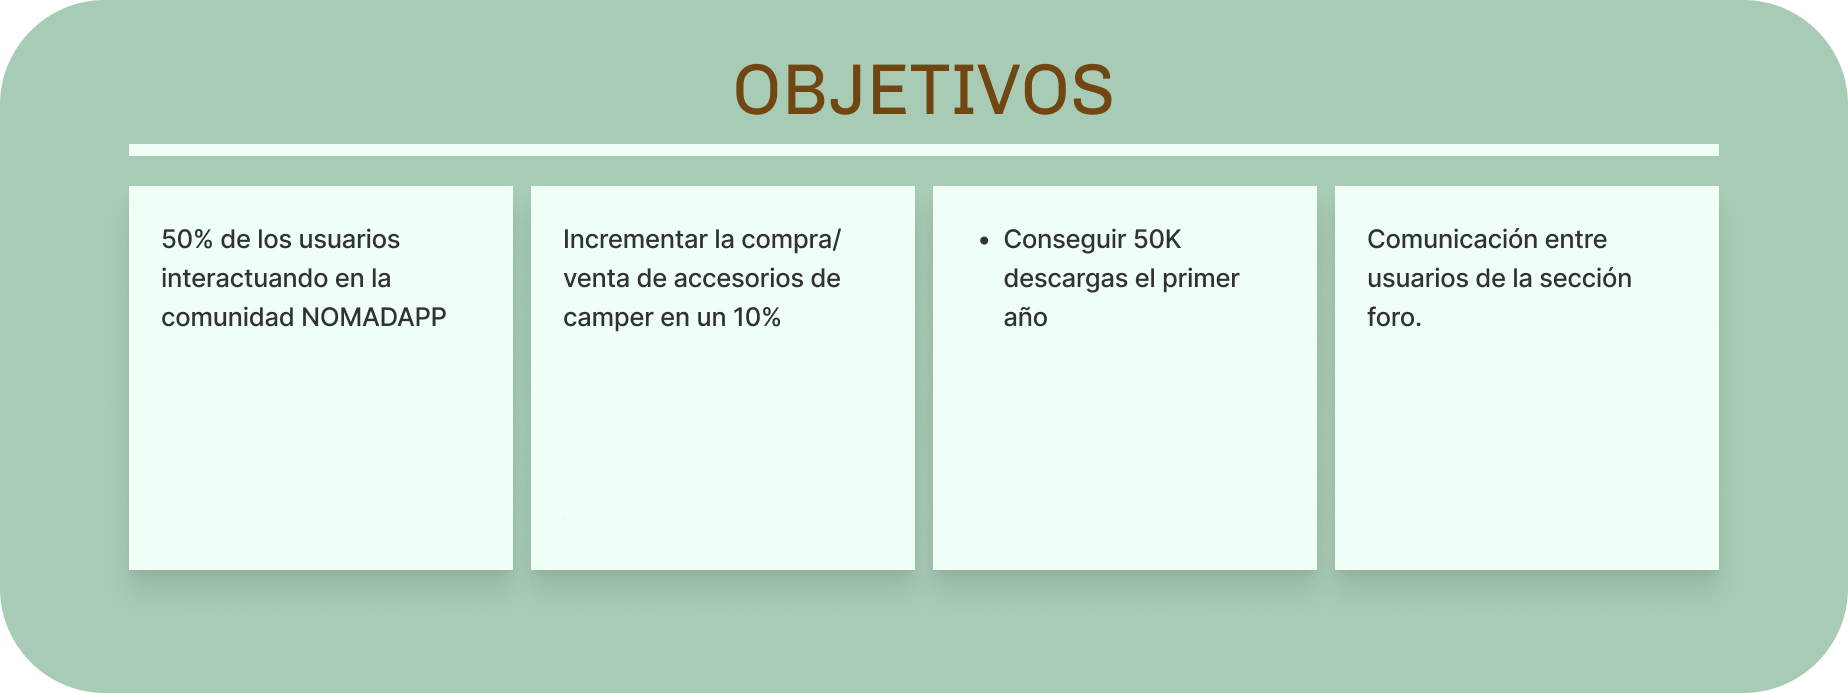 OBJETIVOS
50% de los usuarios
interactuando en la
comunidad NOMADAPP
Incrementar la compra/
venta de accesorios de
camper en un 10%
• Conseguir 50K
descargas el primer
año
Comunicación entre
usuarios de la sección
foro.